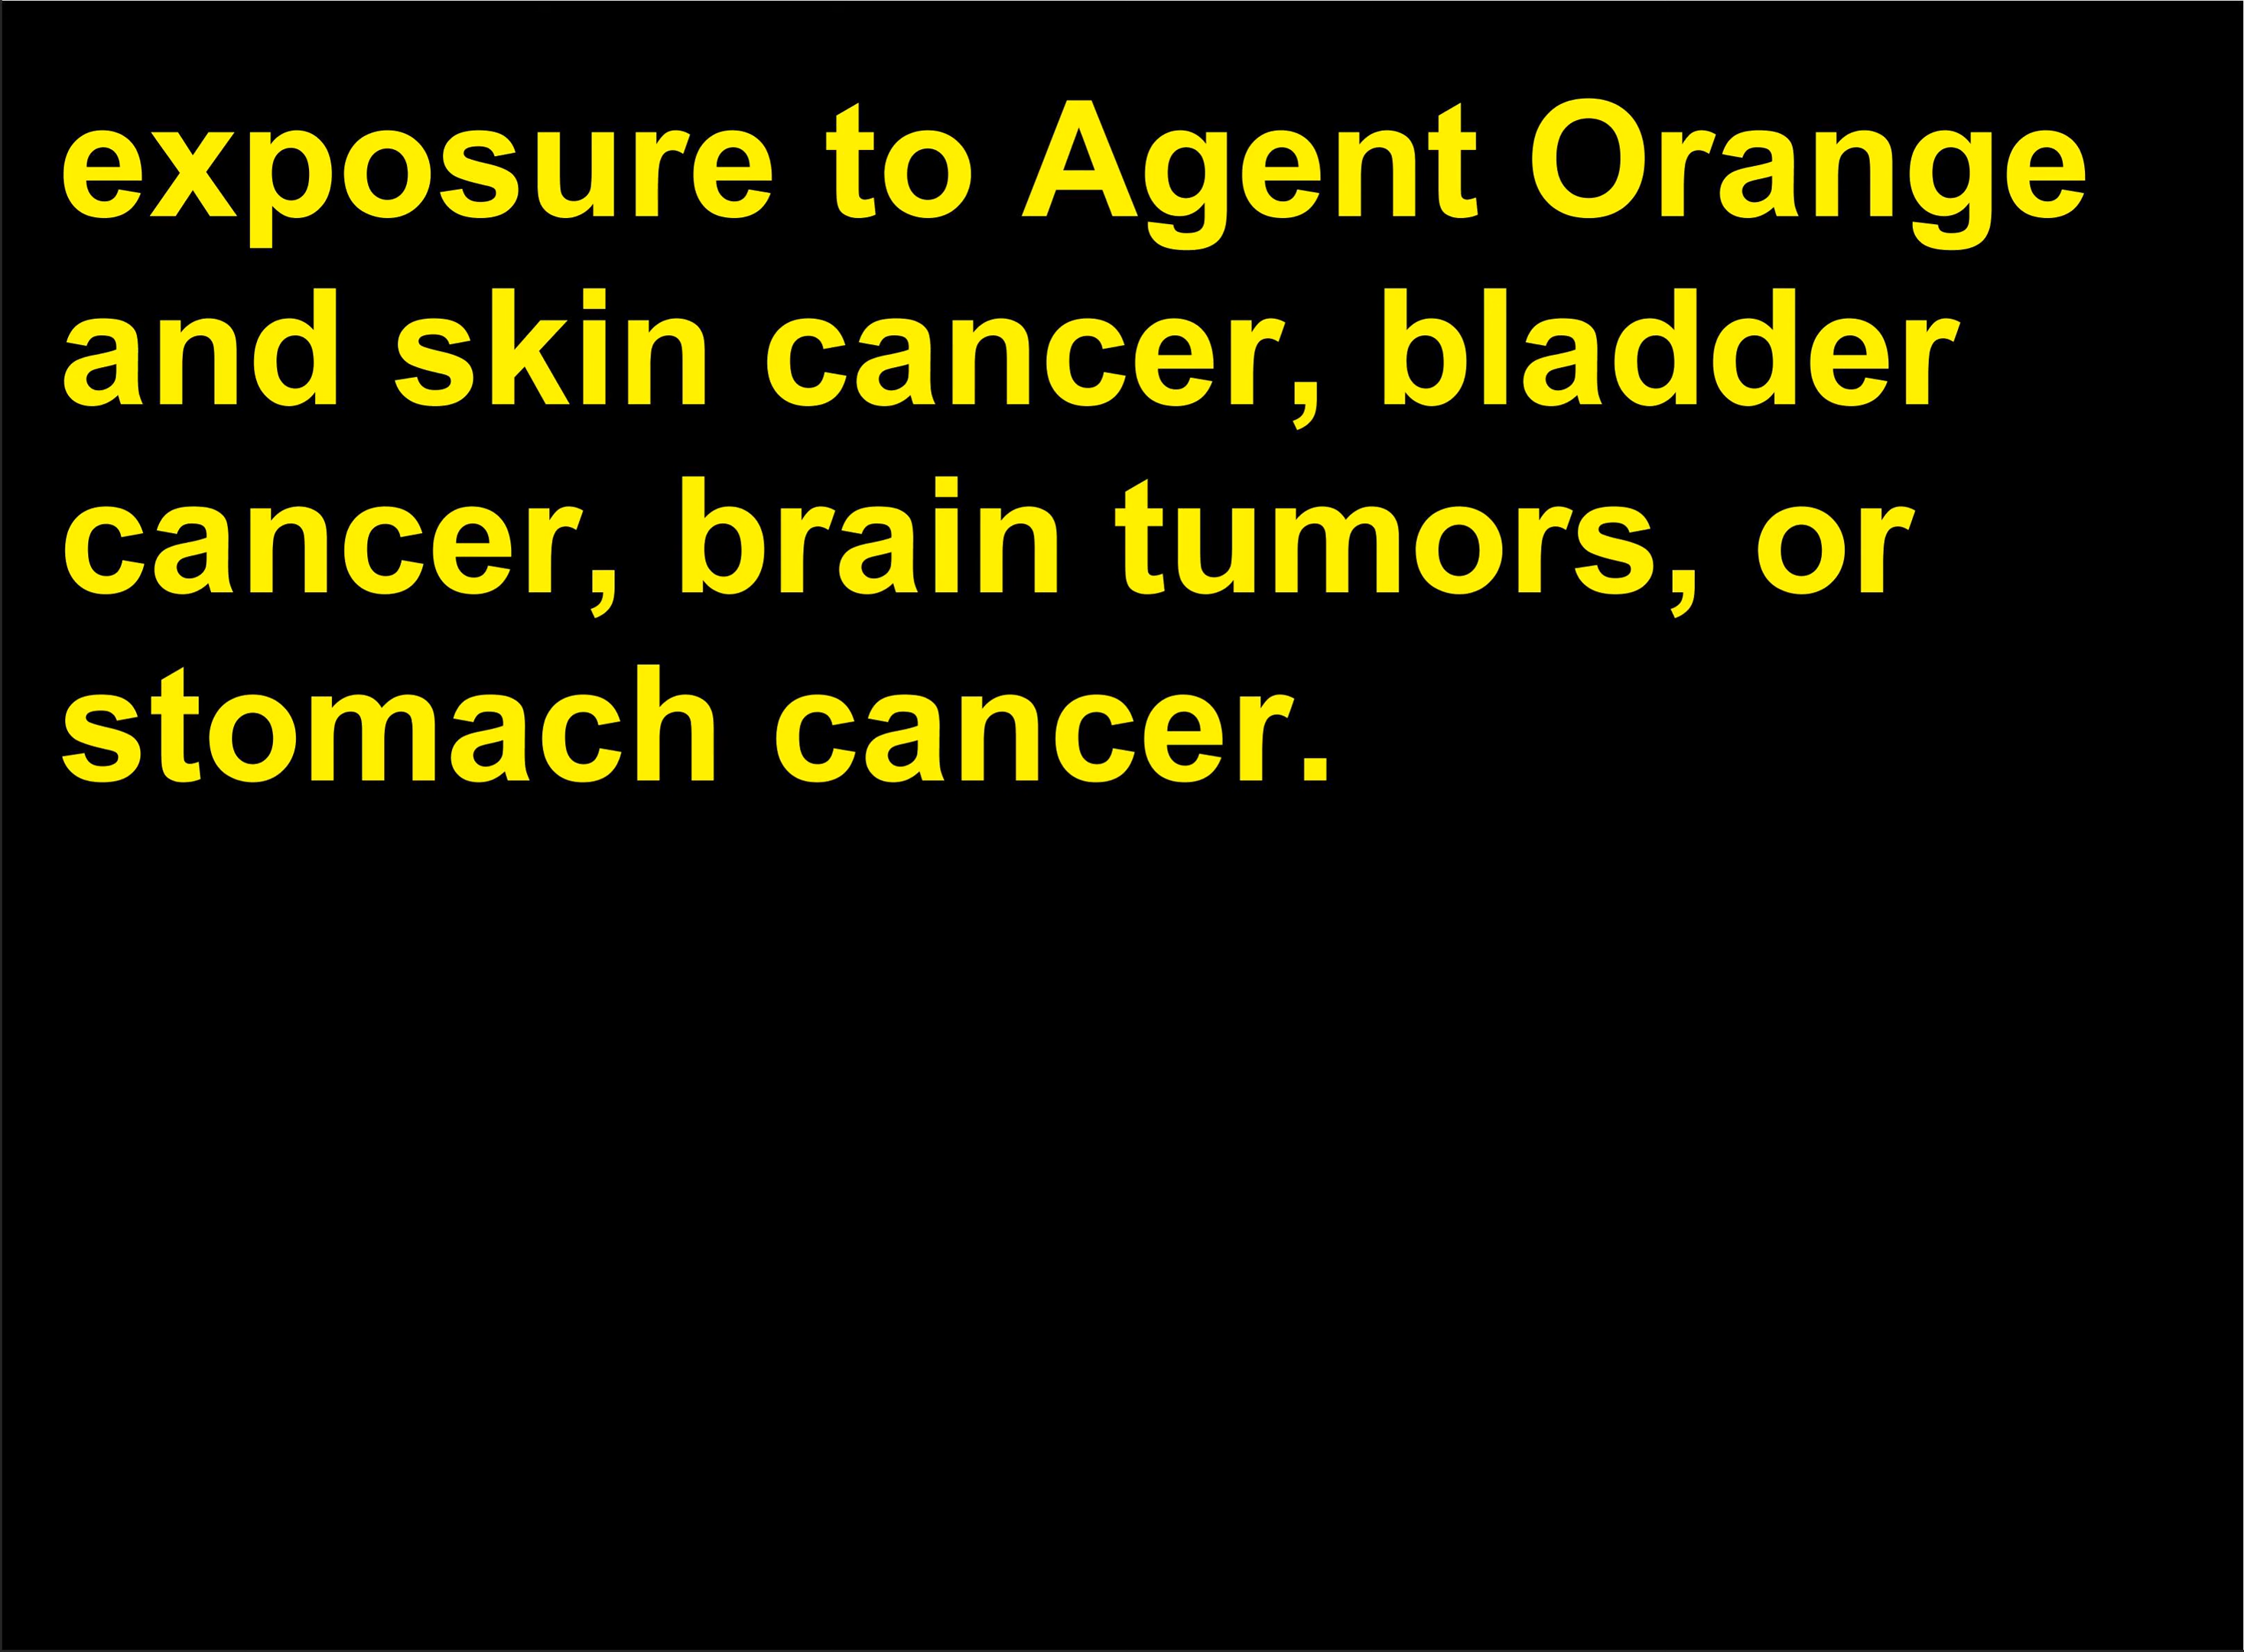 exposure to Agent Orange
and skin cancer, bladder
cancer, brain tumors, or
stomach cancer.